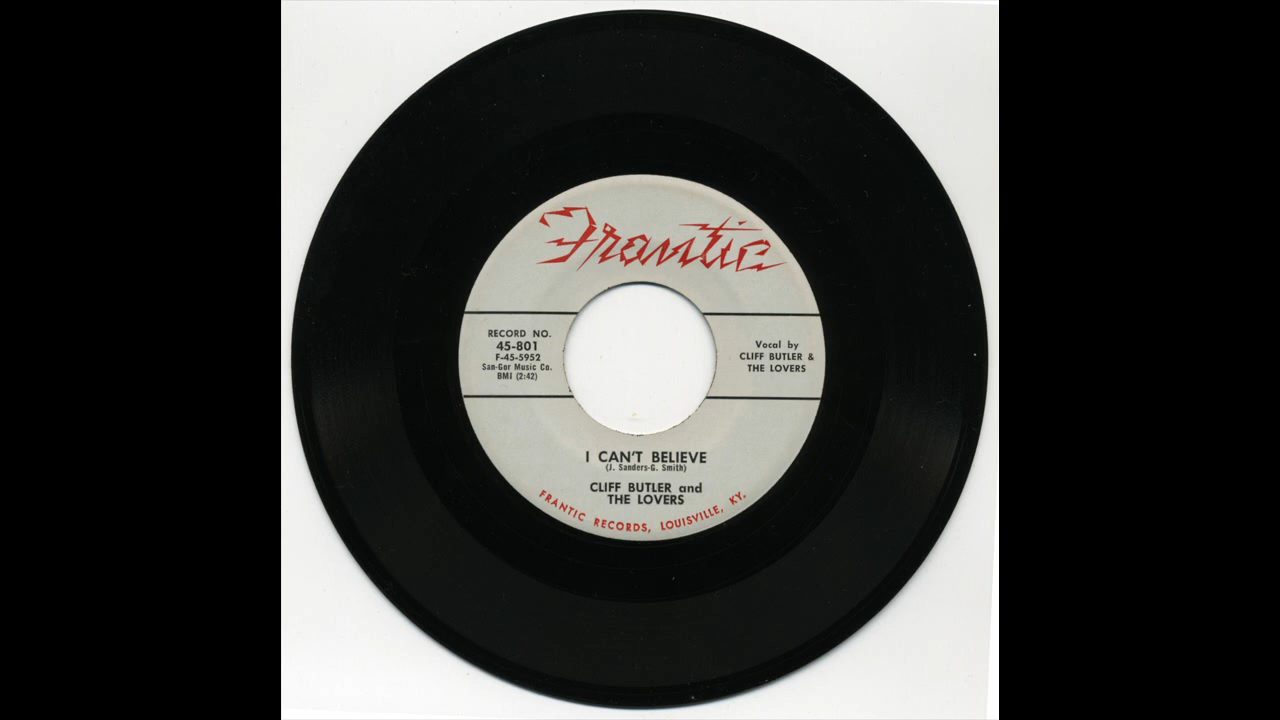 Frantic
RECORD NO.
45-801
F-45-5952
San-Gor Music Co.
BMI (2:42)
Vocal by
CLIFF BUTLER &
THE LOVERS
I CAN'T BELIEVE
(J. Sanders-G. Smith)
CLIFF BUTLER and
THE LOVERS
FRANTIC RECORDS, LOUISVILLE, KY.